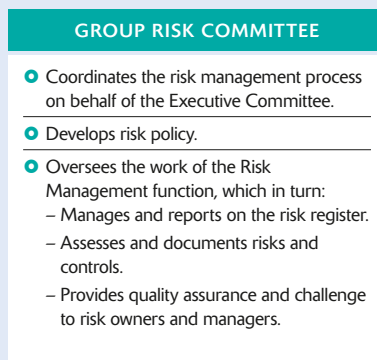 GROUP RISK COMMITTEE
Coordinates the risk management process
on behalf of the Executive Committee.
Develops risk policy.
Oversees the work of the Risk
Management function, which in turn:
– Manages and reports on the risk register.
– Assesses and documents risks and
controls.
– Provides quality assurance and challenge
to risk owners and managers.